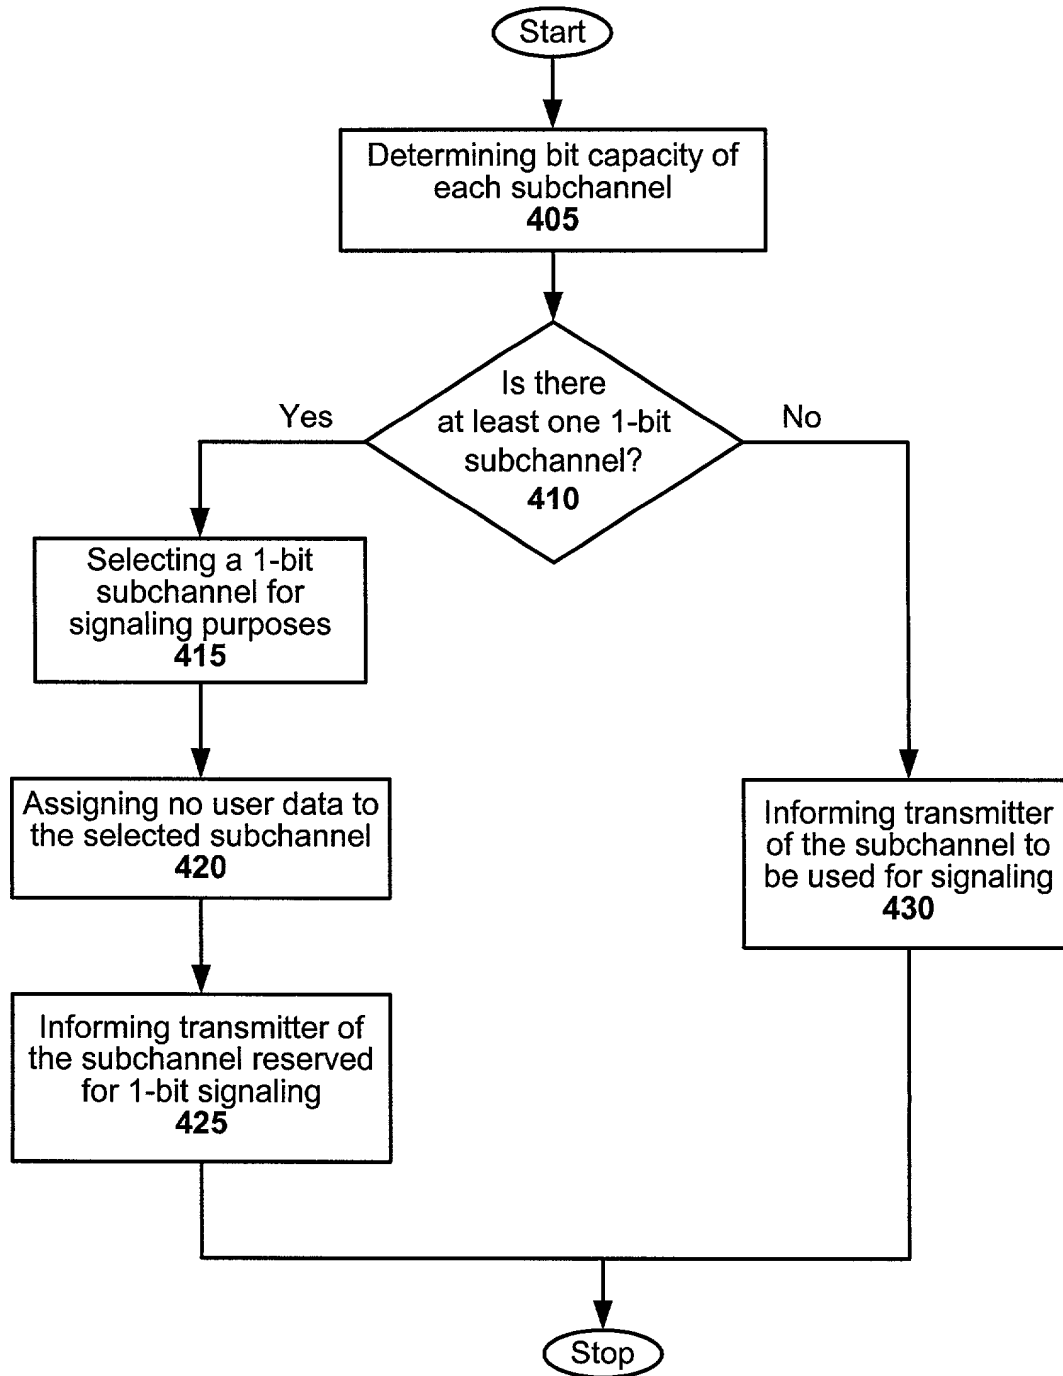 Start
Determining bit capacity of
each subchannel
405
Is there
at least one 1-bit
subchannel?
410
Yes
No
Selecting a 1-bit
subchannel for
signaling purposes
415
Assigning no user data to
the selected subchannel
420
Informing transmitter
of the subchannel to
be used for signaling
430
Informing transmitter of
the subchannel reserved
for 1-bit signaling
425
Stop